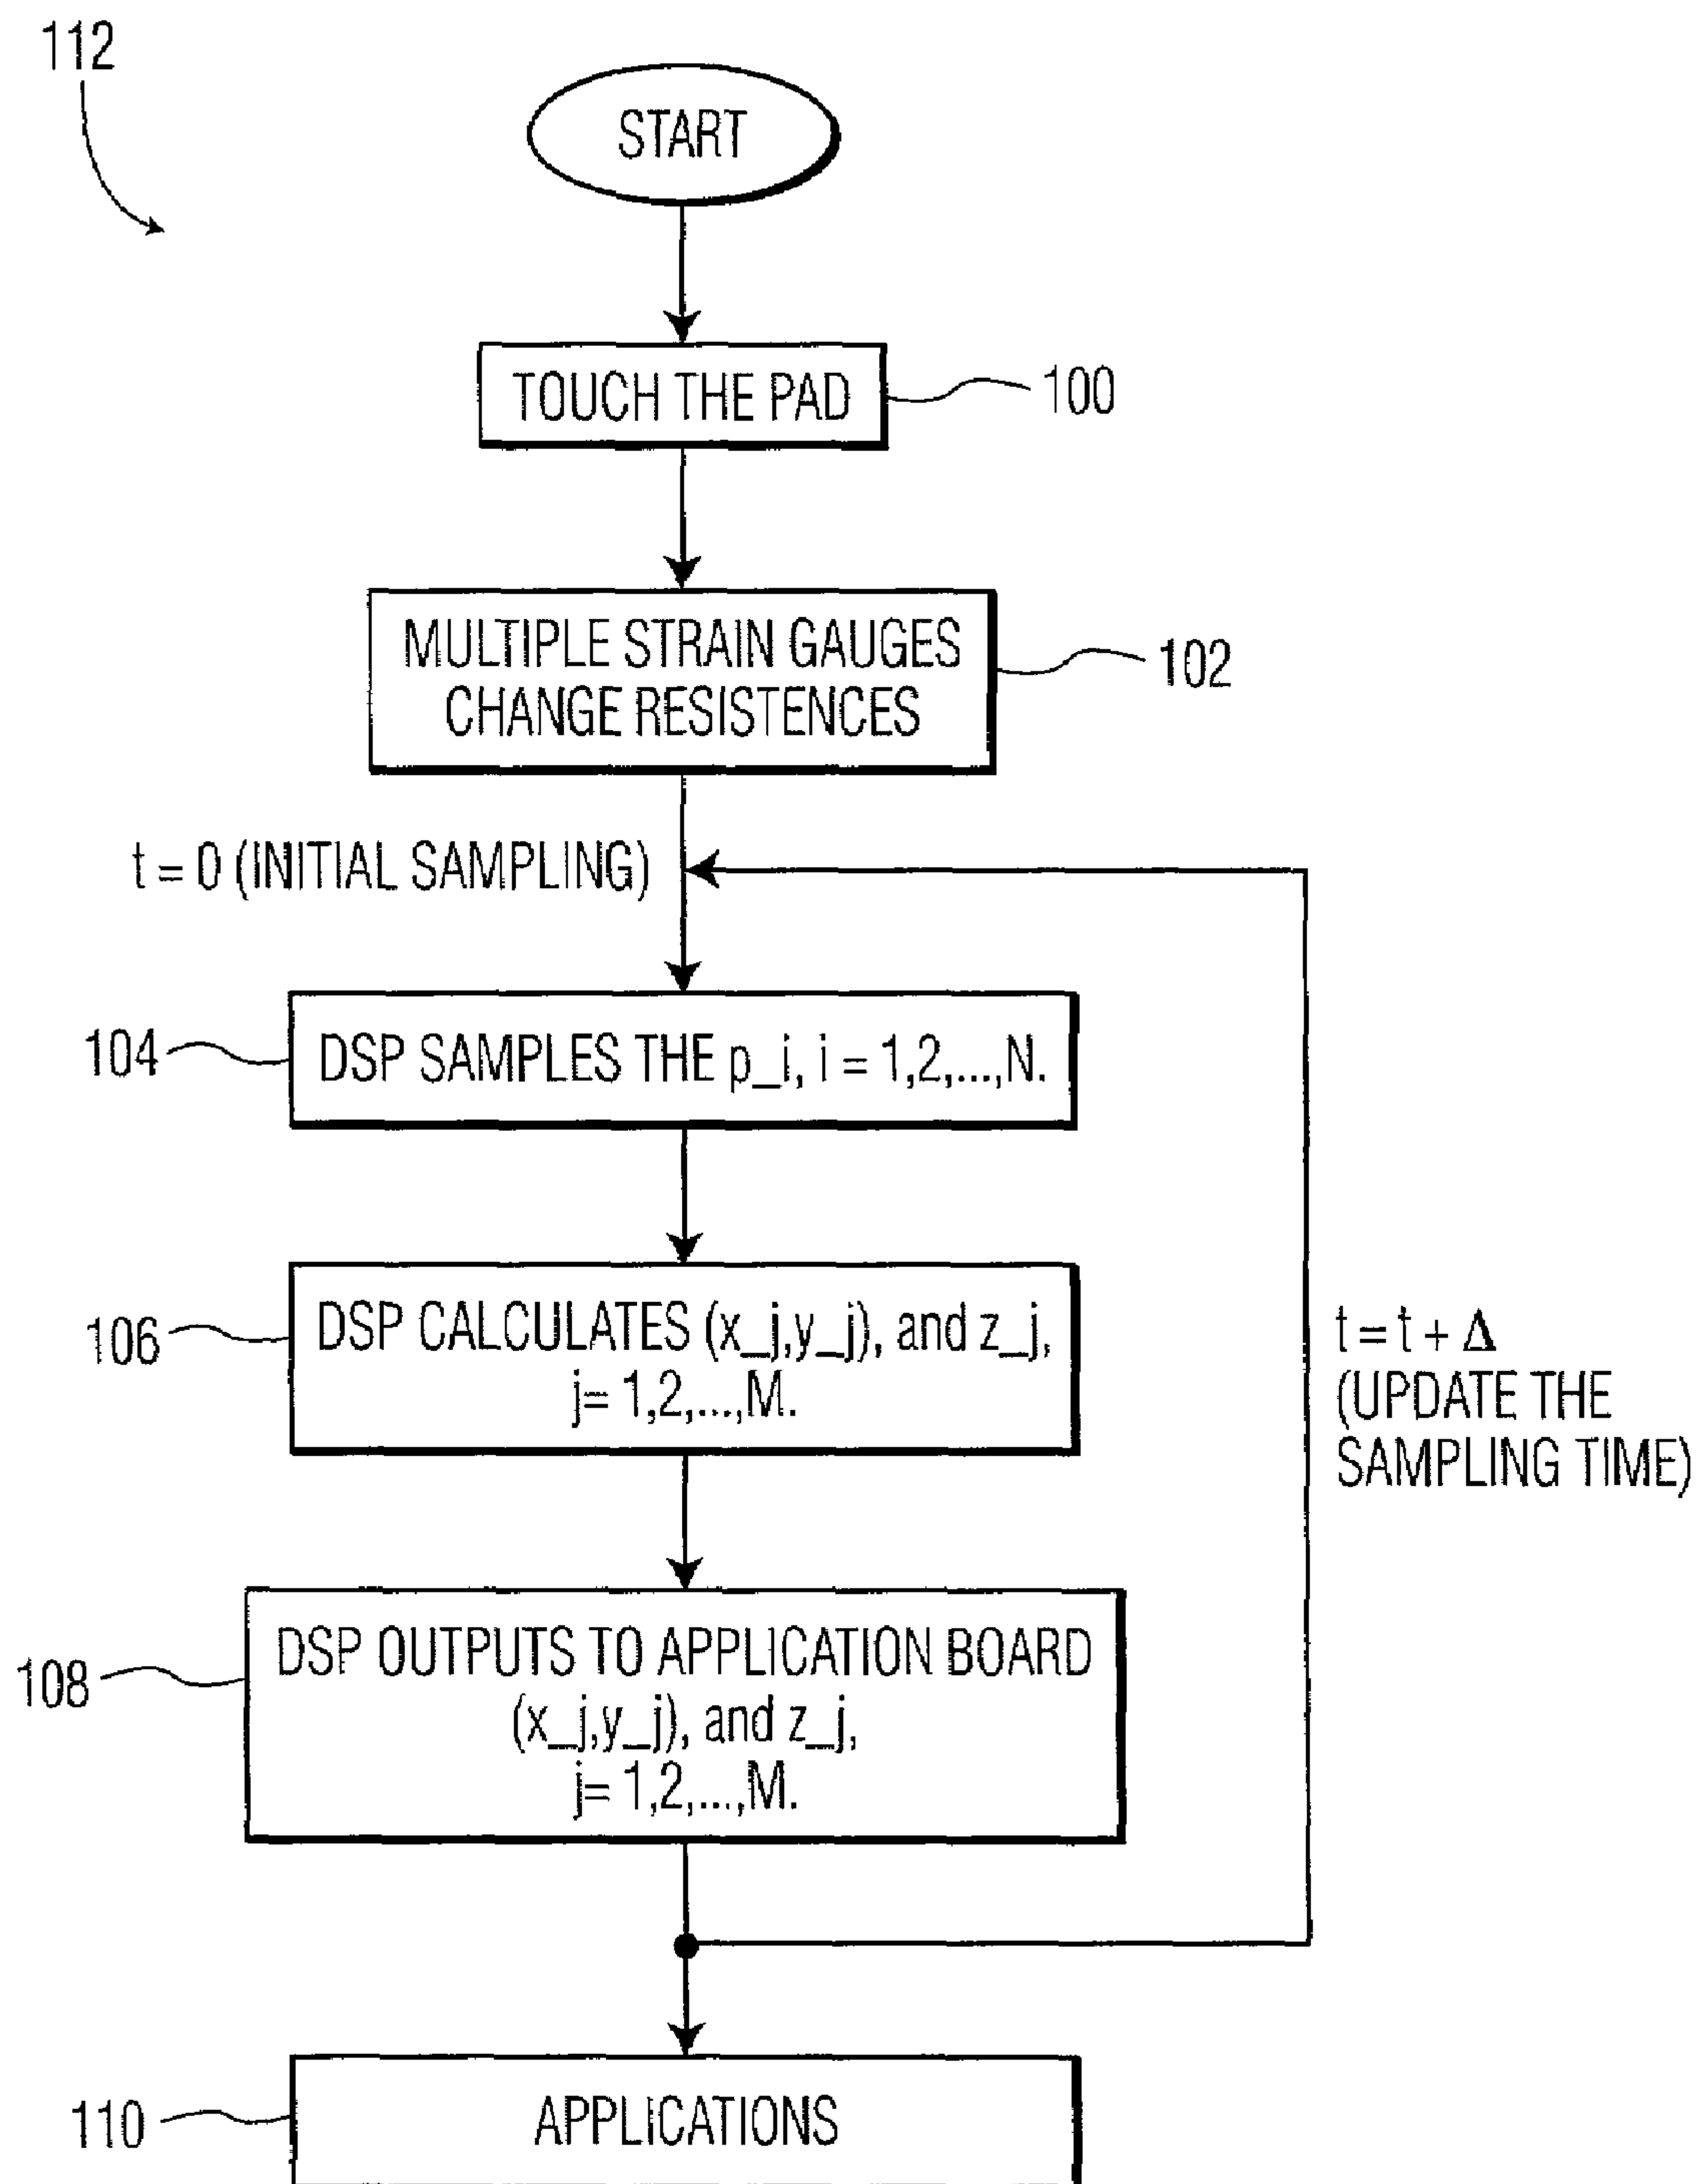 112
START
TOUCH THE PAD
100
MULTIPLE STRAIN GAUGES
CHANGE RESISTENCES
102
t = 0 (INITIAL SAMPLING)
104
DSP SAMPLES THE p_i, i = 1,2,...,N.
106
DSP CALCULATES (x_j,y_j), and z_j,
j= 1,2,...,M.
t = t + Δ
(UPDATE THE
SAMPLING TIME)
108
DSP OUTPUTS TO APPLICATION BOARD
(x_j,y_j), and z_j,
j= 1,2,...,M.
110
APPLICATIONS